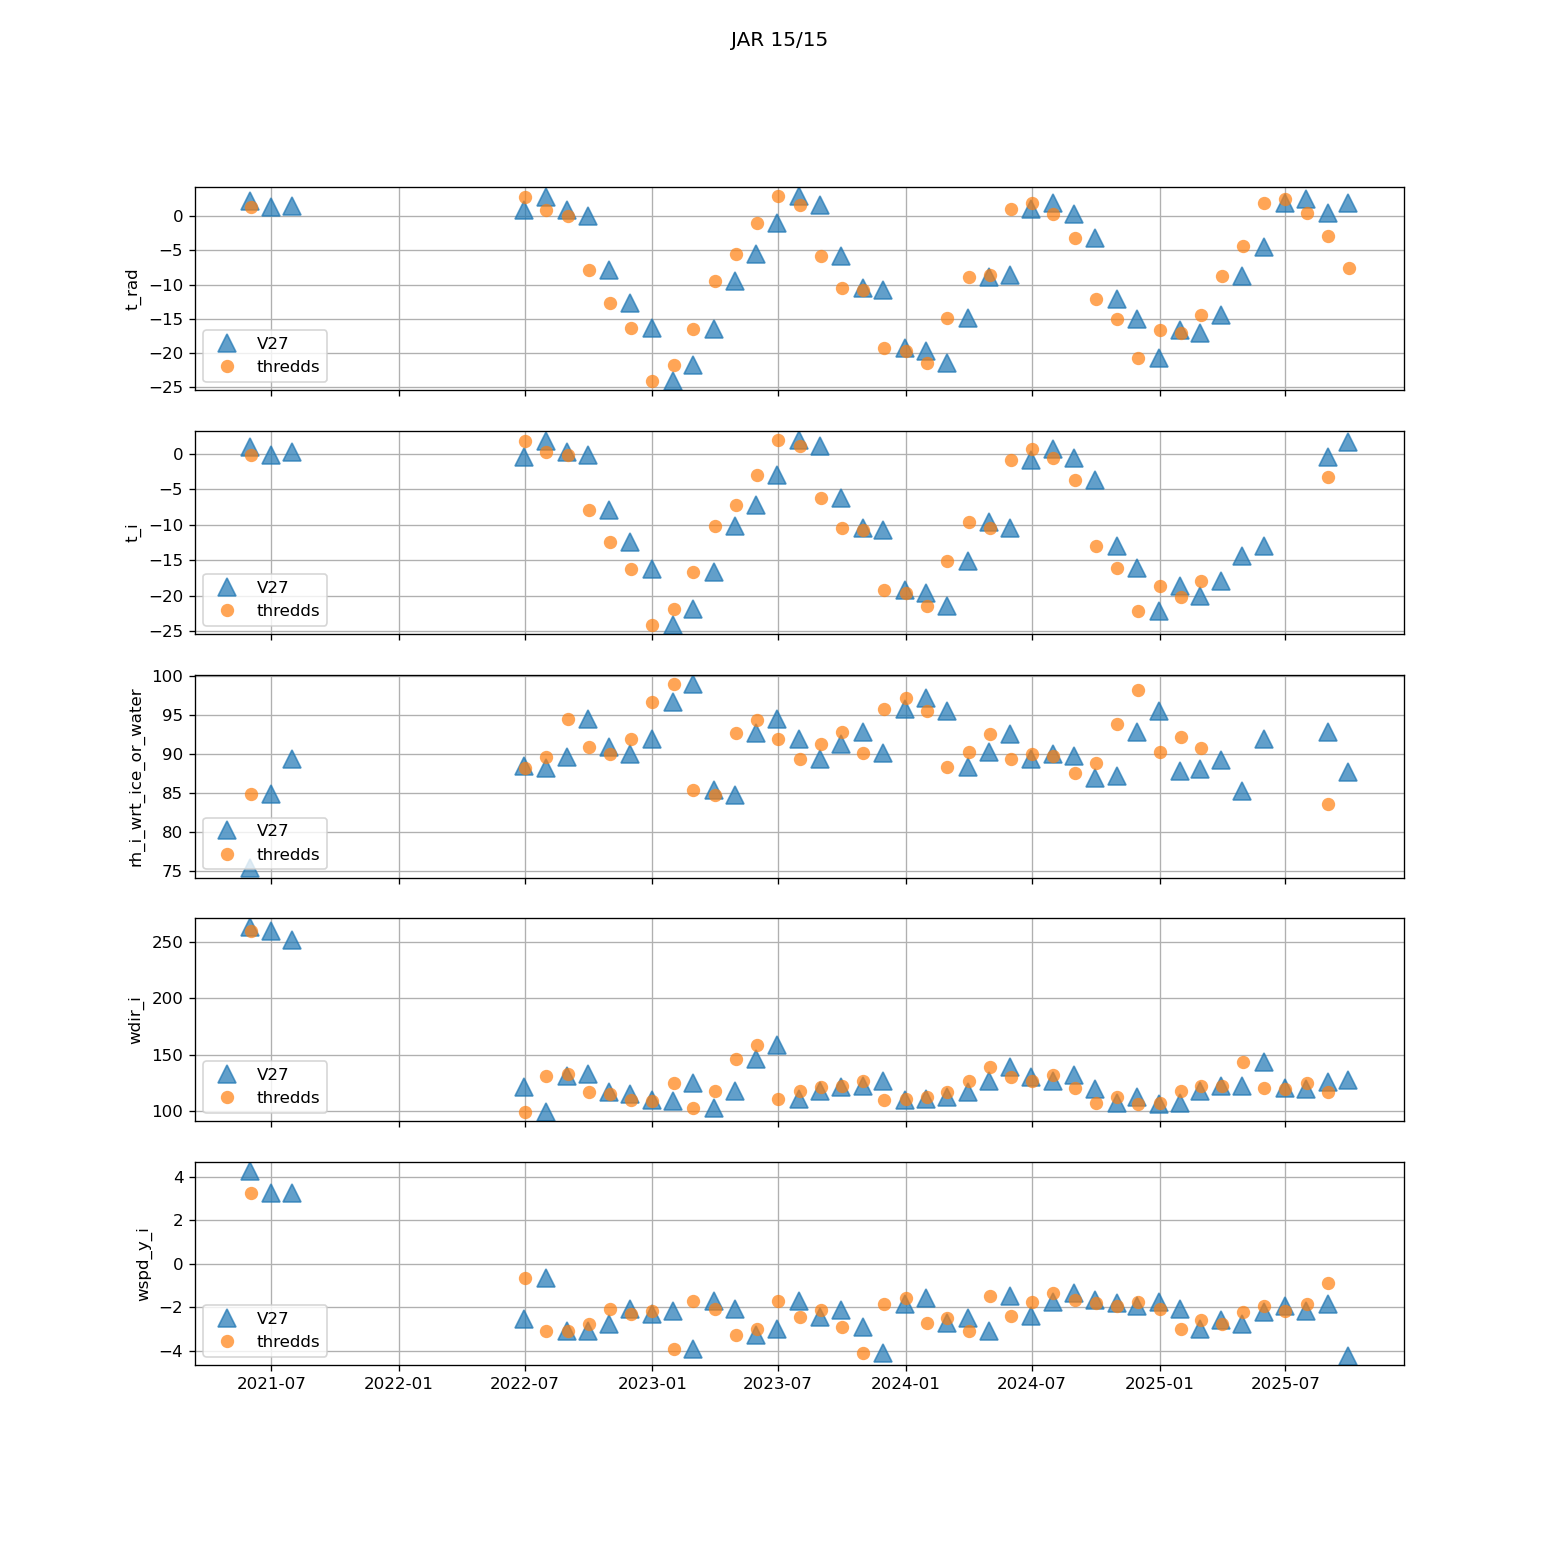 JAR 15/15
t_rad
0
−5
−10
−15
−20
−25
V27
thredds
t_i
0
−5
−10
−15
−20
−25
V27
thredds
rh_i_wrt_ice_or_water
100
95
90
85
80
75
V27
thredds
wdir_i
250
200
150
100
V27
thredds
wspd_y_i
4
2
0
−2
−4
V27
thredds
2021-07 2022-01 2022-07 2023-01 2023-07 2024-01 2024-07 2025-01 2025-07